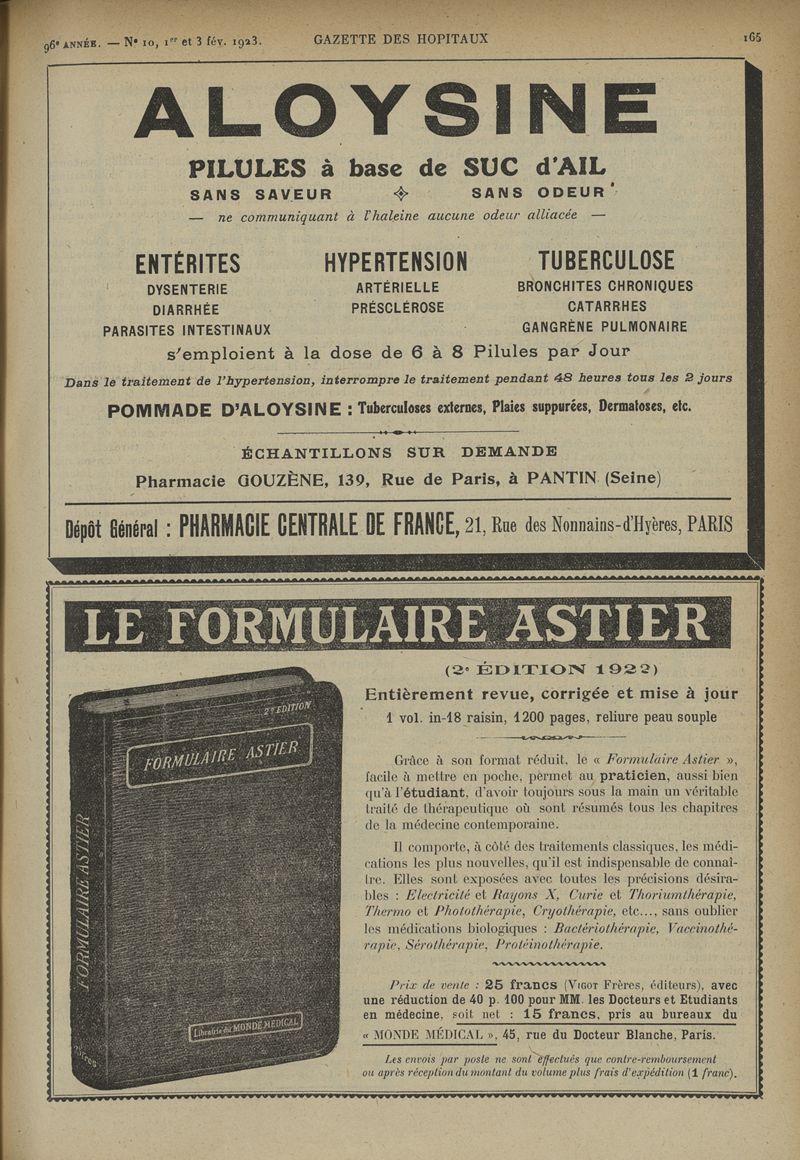 96e ANNÉE. — N° 10, 1er et 3 fév. 1923.
GAZETTE DES HOPITAUX
165
ALOYSINE
PILULES à base de SUC d'AIL
SANS SAVEUR SANS ODEUR
— ne communiquant à l'haleine aucune odeur alliacée —
ENTÉRITES
DYSENTERIE
DIARRHÉE
PARASITES INTESTINAUX
HYPERTENSION
ARTÉRIELLE
PRÉSCLÉROSE
TUBERCULOSE
BRONCHITES CHRONIQUES
CATARRHES
GANGRÈNE PULMONAIRE
s'emploient à la dose de 6 à 8 Pilules par Jour
Dans le traitement de l'hypertension, interrompre le traitement pendant 48 heures tous les 2 jours
POMMADE D'ALOYSINE : Tuberculoses externes, Plaies suppurées, Dermatoses, etc.
ÉCHANTILLONS SUR DEMANDE
Pharmacie GOUZÈNE, 139, Rue de Paris, à PANTIN (Seine)
Dépôt Général : PHARMACIE CENTRALE DE FRANCE, 21, Rue des Nonnains-d'Hyères, PARIS
LE FORMULAIRE ASTIER
2e EDITION
FORMULAIRE ASTIER
FORMULAIRE ASTIER
Librairie du MONDE MÉDICAL
(2e ÉDITION 1922)
Entièrement revue, corrigée et mise à jour
1 vol. in-18 raisin, 1200 pages, reliure peau souple
Grâce à son format réduit, le « Formulaire Astier »,
facile à mettre en poche, permet au praticien, aussi bien
qu'à l'étudiant, d'avoir toujours sous la main un véritable
traité de thérapeutique où sont résumés tous les chapitres
de la médecine contemporaine.
Il comporte, à côté des traitements classiques, les médi-
cations les plus nouvelles, qu'il est indispensable de connaî-
tre. Elles sont exposées avec toutes les précisions désira-
bles : Electricité et Rayons X, Curie et Thoriumthérapie,
Thermo et Photothérapie, Cryothérapie, etc..., sans oublier
les médications biologiques : Bactériothérapie, Vaccinothé-
rapie, Sérothérapie, Protéinothérapie.
Prix de vente : 25 francs (VIGOT Frères, éditeurs), avec
une réduction de 40 p. 100 pour MM. les Docteurs et Etudiants
en médecine, soit net : 15 francs, pris au bureau du
« MONDE MÉDICAL », 45, rue du Docteur Blanche, Paris.
Les envois par poste ne sont effectués que contre-remboursement
ou après réception du montant du volume plus frais d'expédition (1 franc).